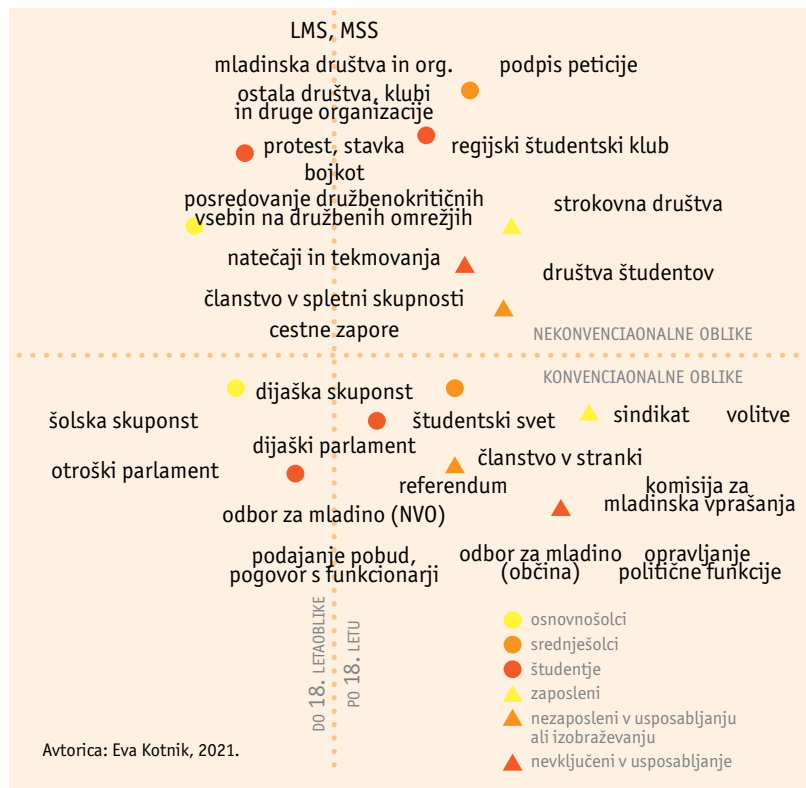 LMS, MSS
mladinska društva in org.
podpis peticije
ostala društva, klubi
in druge organizacije
protest, stavka
regijski študentski klub
bojkot
posredovanje družbenokritičnih
vsebin na družbenih omrežjih
strokovna društva
natečaji in tekmovanja
društva študentov
članstvo v spletni skupnosti
cestne zapore
NEKONVENCIAONALNE OBLIKE
KONVENCIAONALNE OBLIKE
dijaška skuponst
šolska skuponst
študentski svet
sindikat
volitve
dijaški parlament
otroški parlament
članstvo v stranki
referendum
komisija za
mladinska vprašanja
odbor za mladino (NVO)
podajanje pobud,
pogovor s funkcionarji
odbor za mladino
(občina)
opravljanje
politične funkcije
DO 18. LETAOBLIKE
PO 18. LETU
osnovnošolci
srednješolci
študentje
zaposleni
nezaposleni v usposabljanju
ali izobraževanju
nevključeni v usposabljanje
Avtorica: Eva Kotnik, 2021.